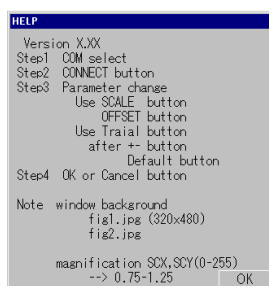 HELP
Version X.XX
Step1 COM select
Step2 CONNECT button
Step3 Parameter change
Use SCALE button
OFFSET button
Use Traial button
after +- button
Default button
Step4 OK or Cancel button
Note window background
fig1.jpg (320x480)
fig2.jpg
magnification SCX,SCY(0-255)
--> 0.75-1.25
OK